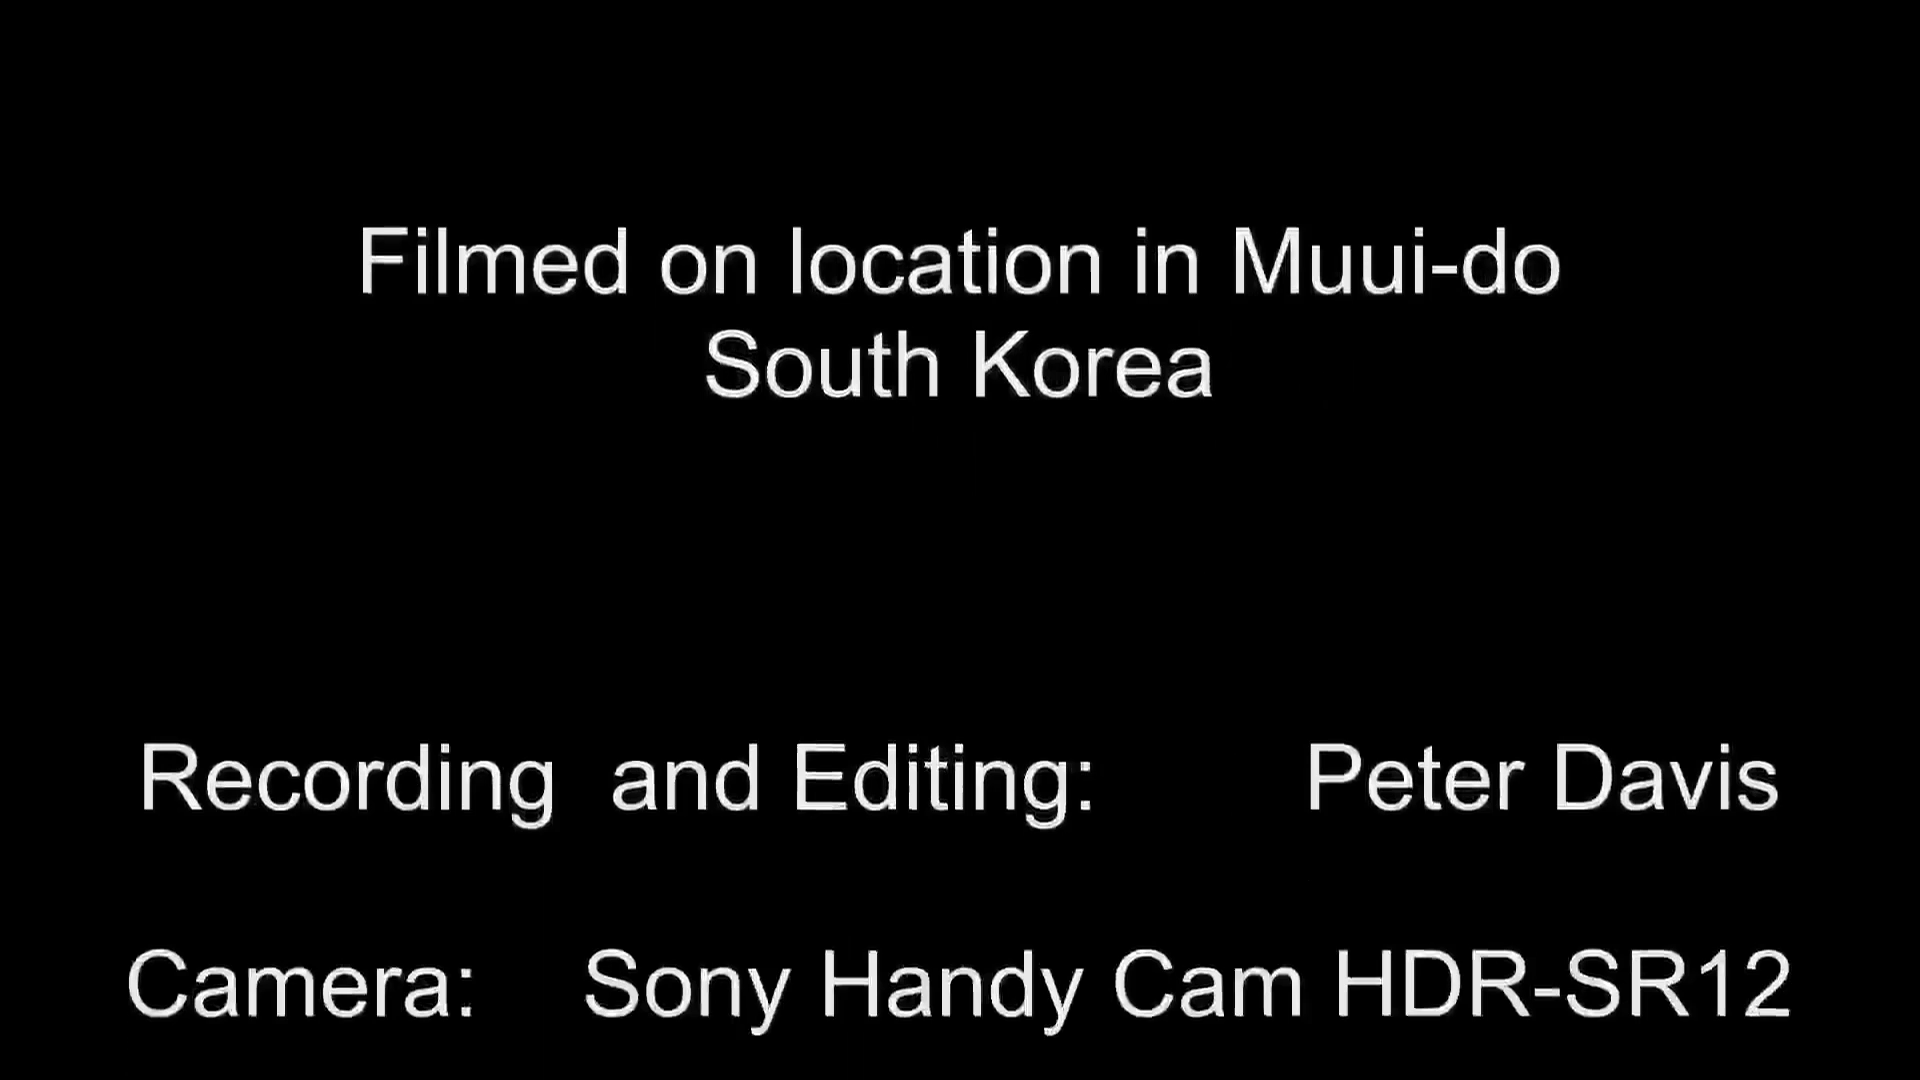 Filmed on location in Muui-do
South Korea
Recording  and Editing: Peter Davis
Camera: Sony Handy Cam HDR-SR12